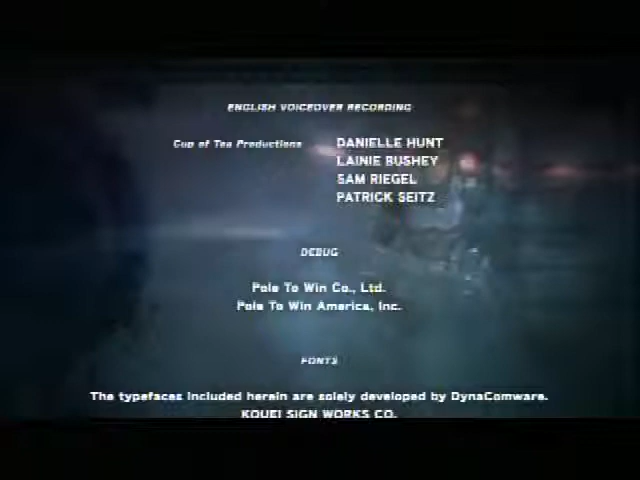 ENGLISH VOICEOVER RECORDING
Cup of Tea Productions DANIELLE HUNT
LAINIE BUSHEY
SAM RIEGEL
PATRICK SEITZ
DEBUG
Pole To Win Co., Ltd.
Pole To Win America, Inc.
FONTS
The typefaces included herein are solely developed by DynaComware.
KOUEI SIGN WORKS CO.